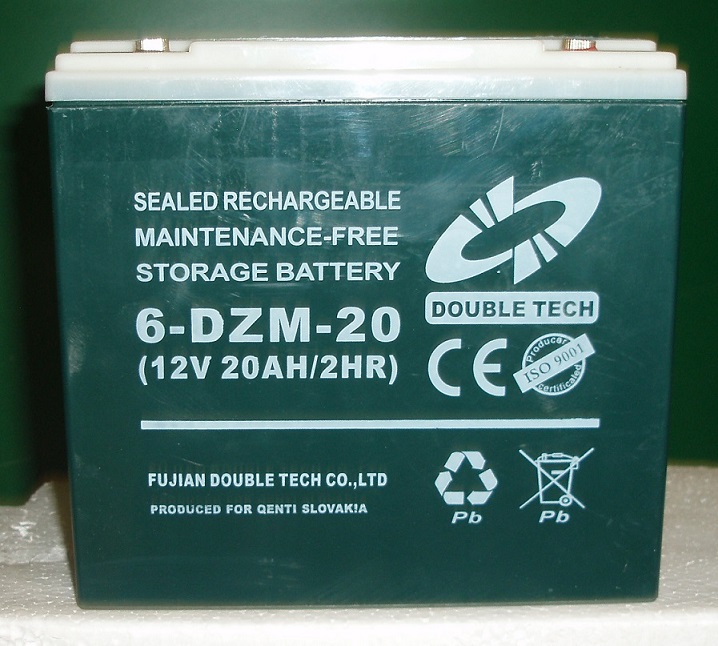 SEALED RECHARGEABLE
MAINTENANCE-FREE
STORAGE BATTERY
6-DZM-20
(12V 20AH/2HR)
DOUBLE TECH
CE
Producer
ISO 9001
certificated
FUJIAN DOUBLE TECH CO.,LTD
PRODUCED FOR QENTI SLOVAKIA
Pb
Pb